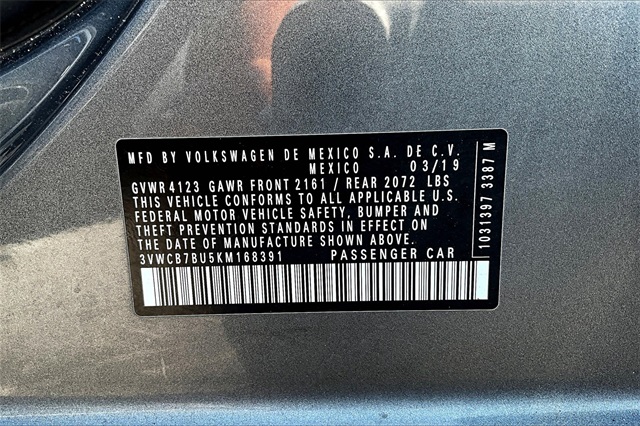 MFD BY VOLKSWAGEN DE MEXICO S.A. DE C.V.
MEXICO 03/19
GVWR 4123 GAWR FRONT 2161 / REAR 2072 LBS
THIS VEHICLE CONFORMS TO ALL APPLICABLE U.S.
FEDERAL MOTOR VEHICLE SAFETY, BUMPER AND
THEFT PREVENTION STANDARDS IN EFFECT ON
THE DATE OF MANUFACTURE SHOWN ABOVE.
3VWCB7BU5KM168391 PASSENGER CAR
1031397 3387 M